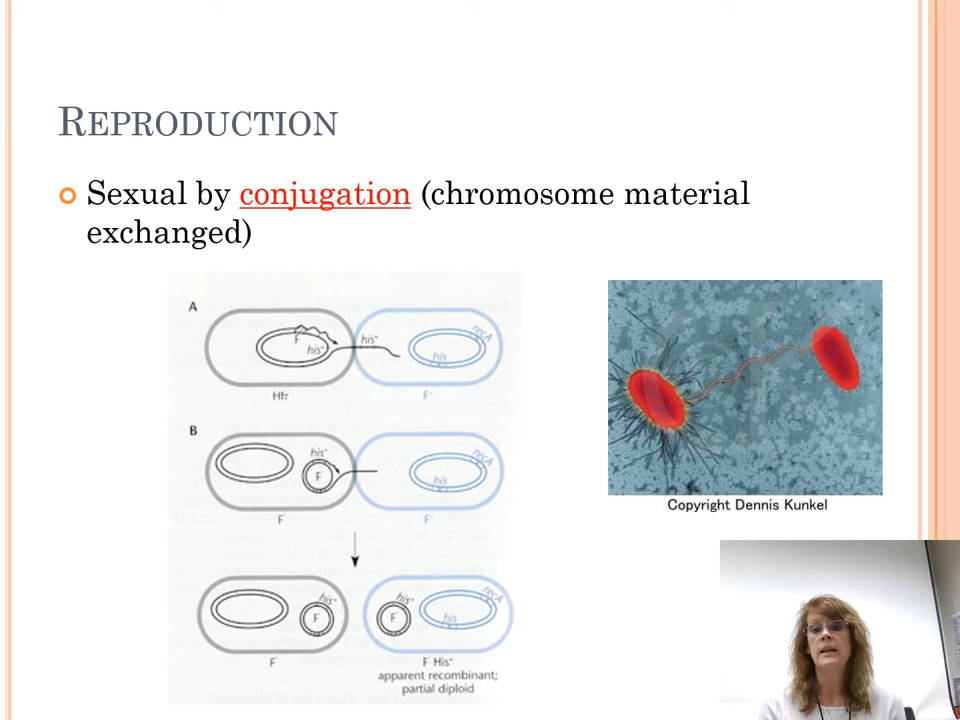 REPRODUCTION
Sexual by conjugation (chromosome material
exchanged)
A
F
his⁺
his⁺
recA
his
Hfr
F⁻
B
his⁺
F
recA
his
F
F⁻
his⁺
F
his⁺
F
recA
his
F
F His⁺
apparent recombinant;
partial diploid
Copyright Dennis Kunkel